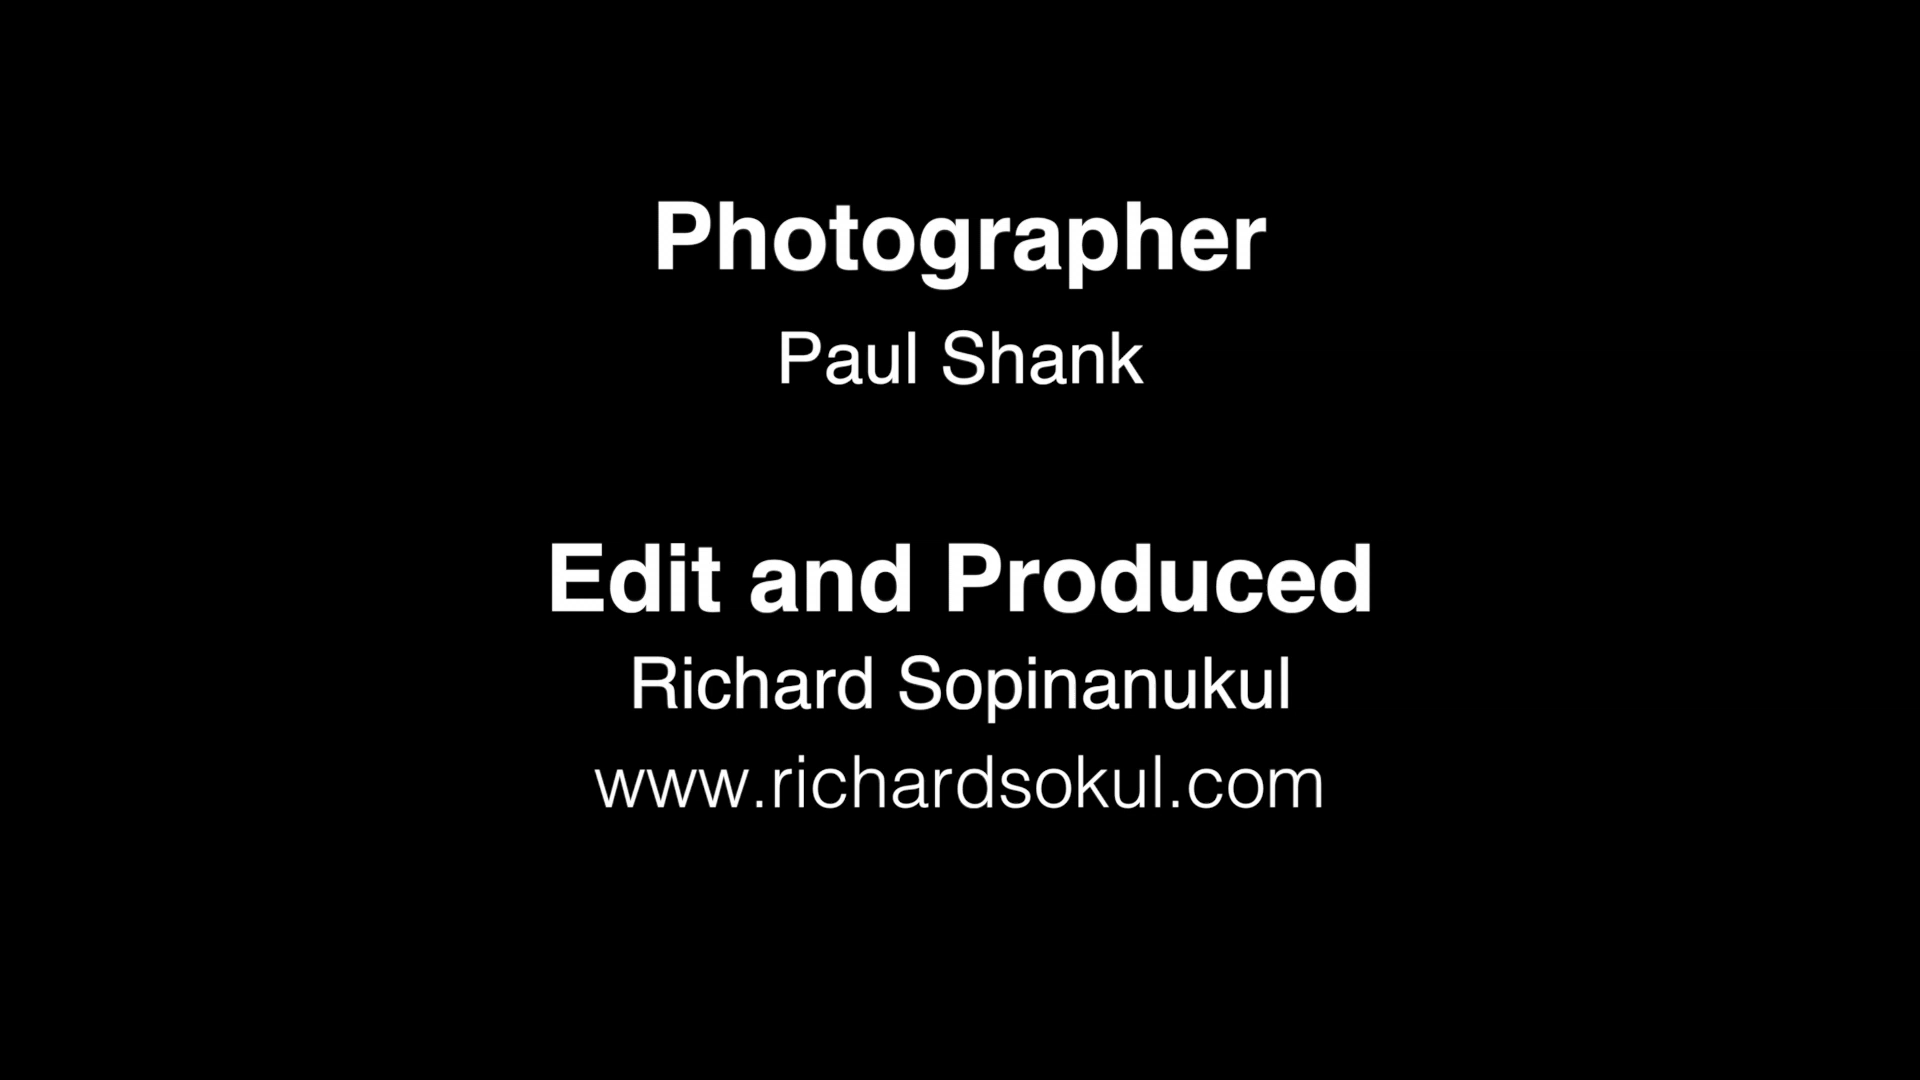 Photographer
Paul Shank
Edit and Produced
Richard Sopinanukul
www.richardsokul.com